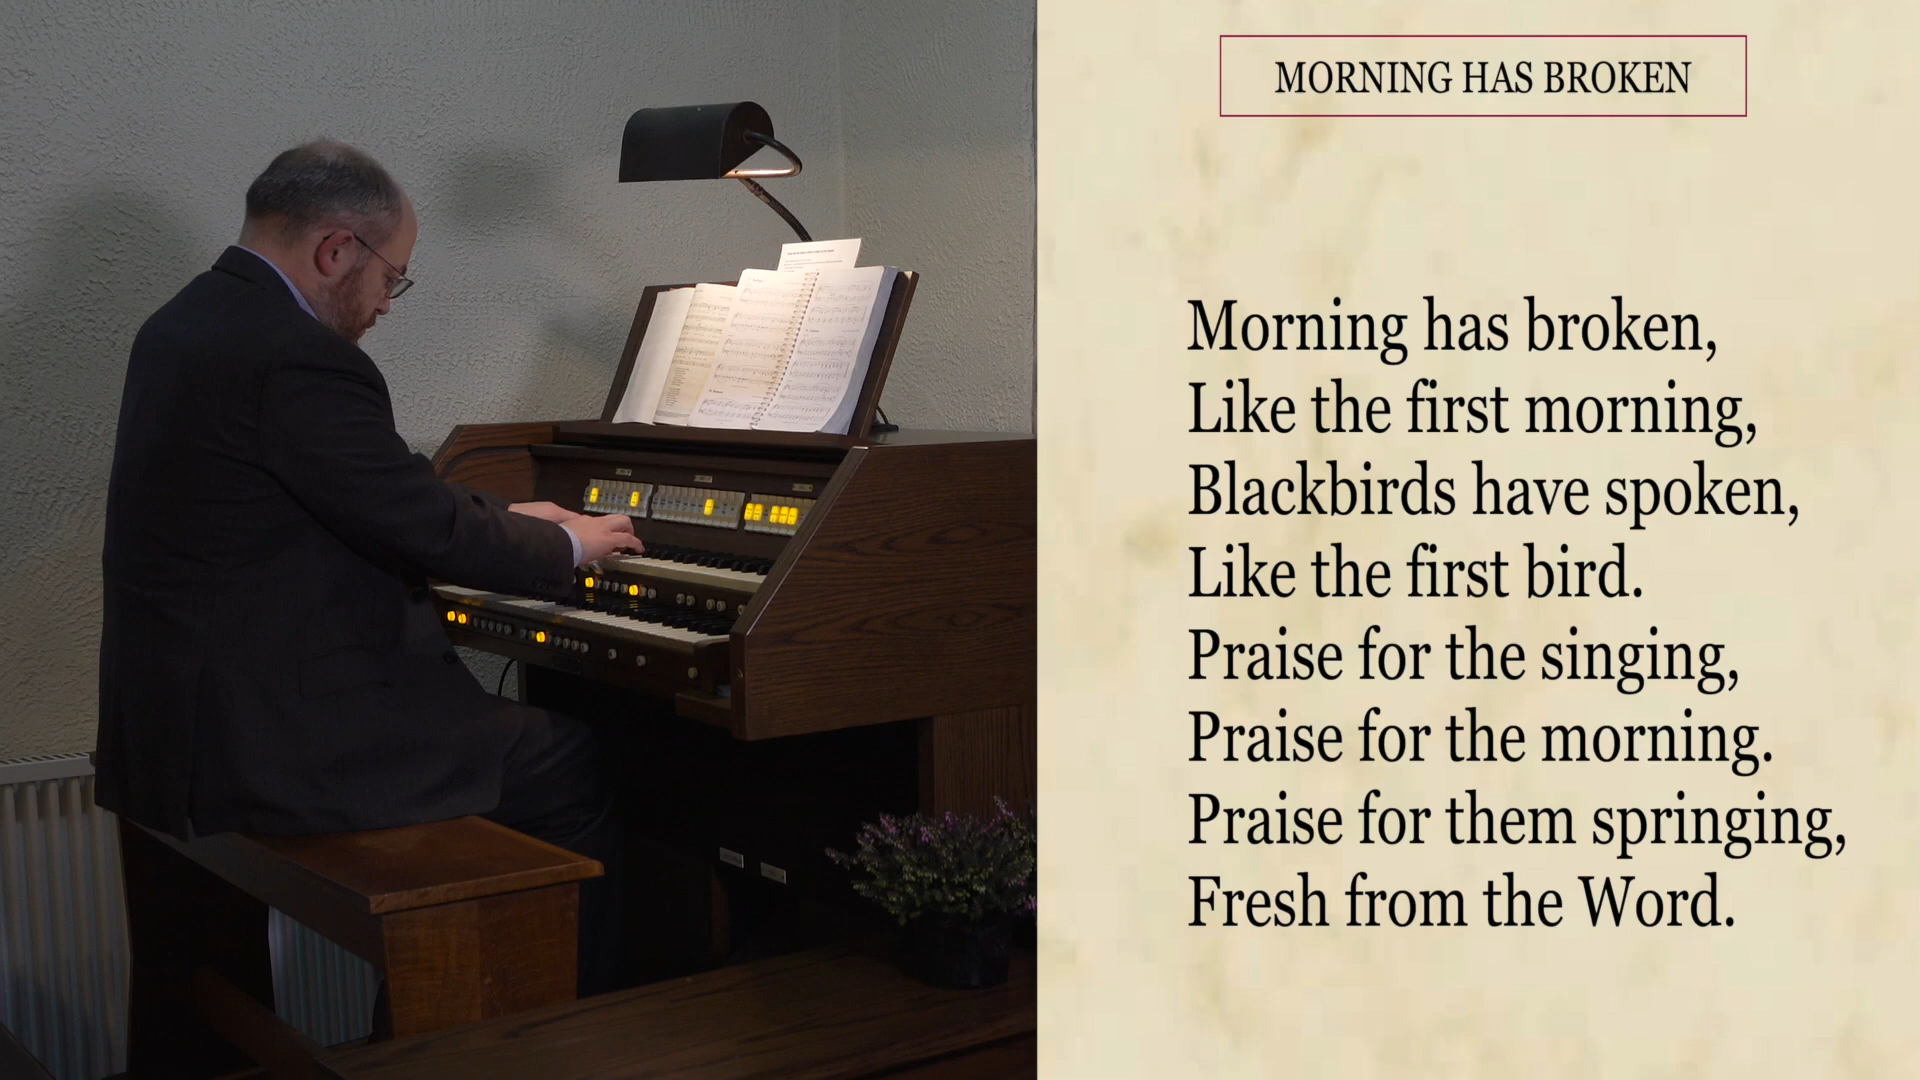 MORNING HAS BROKEN
Morning has broken,
Like the first morning,
Blackbirds have spoken,
Like the first bird.
Praise for the singing,
Praise for the morning.
Praise for them springing,
Fresh from the Word.